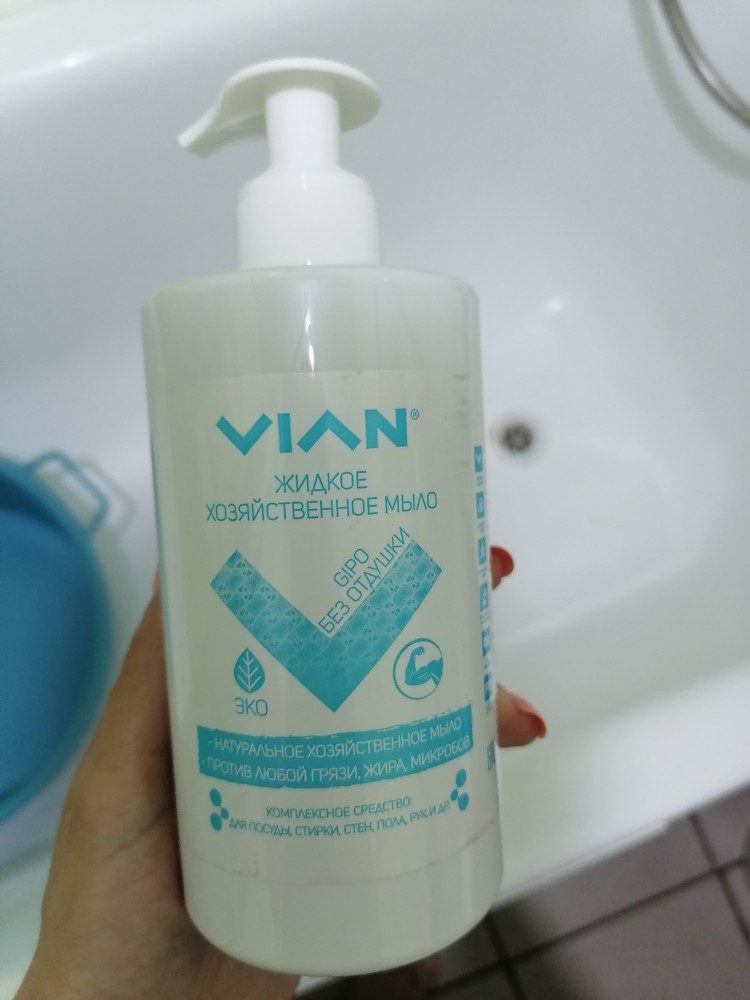 VIAN®
ЖИДКОЕ
ХОЗЯЙСТВЕННОЕ МЫЛО
GIPO
БЕЗ ОТДУШКИ
ЭКО
- НАТУРАЛЬНОЕ ХОЗЯЙСТВЕННОЕ МЫЛО
- ПРОТИВ ЛЮБОЙ ГРЯЗИ, ЖИРА, МИКРОБОВ
КОМПЛЕКСНОЕ СРЕДСТВО:
ДЛЯ ПОСУДЫ, СТИРКИ, СТЕН, ПОЛА, РУК И ДР.